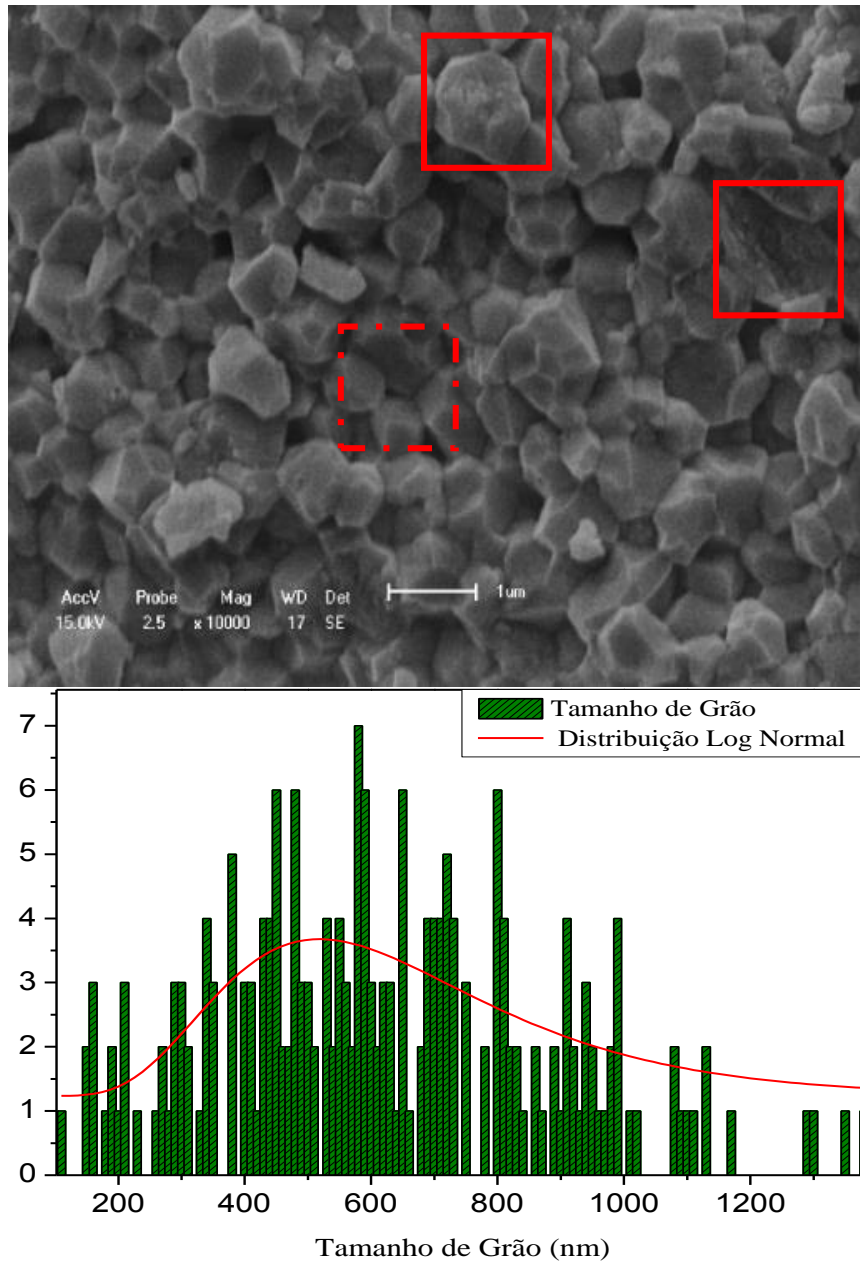 AccV Probe Mag WD Det
15.0kV 2.5 x 10000 17 SE
1um
Tamanho de Grão
Distribuição Log Normal
7
6
5
4
3
2
1
0
200 400 600 800 1000 1200
Tamanho de Grão (nm)